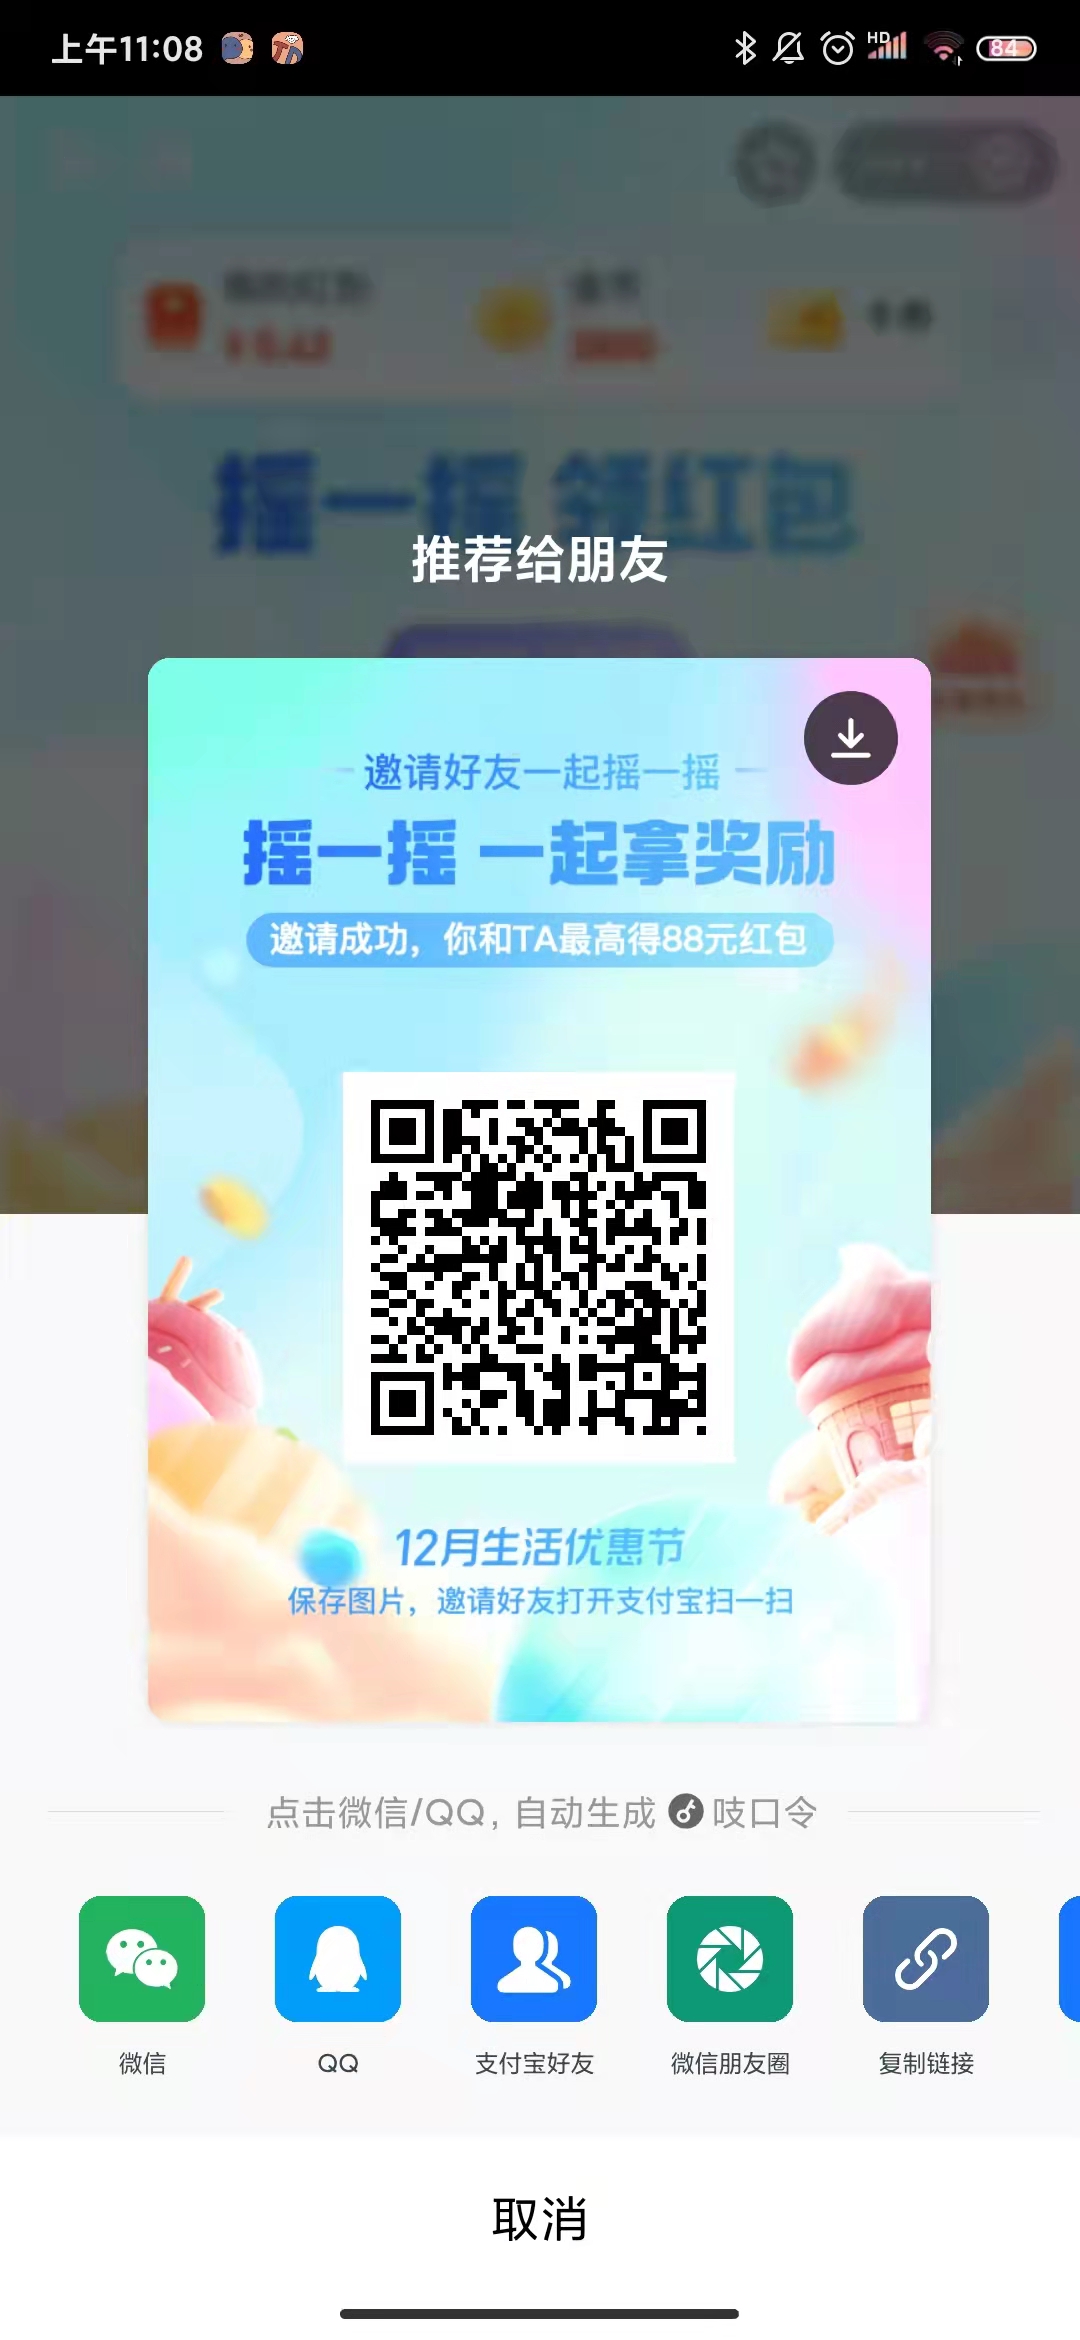 上午11:08
HD
84
摇一摇 领红包
推荐给朋友
邀请好友一起摇一摇
摇一摇 一起拿奖励
邀请成功，你和TA最高得88元红包
12月生活优惠节
保存图片，邀请好友打开支付宝扫一扫
点击微信/QQ，自动生成 吱口令
微信
QQ
支付宝好友
微信朋友圈
复制链接
取消